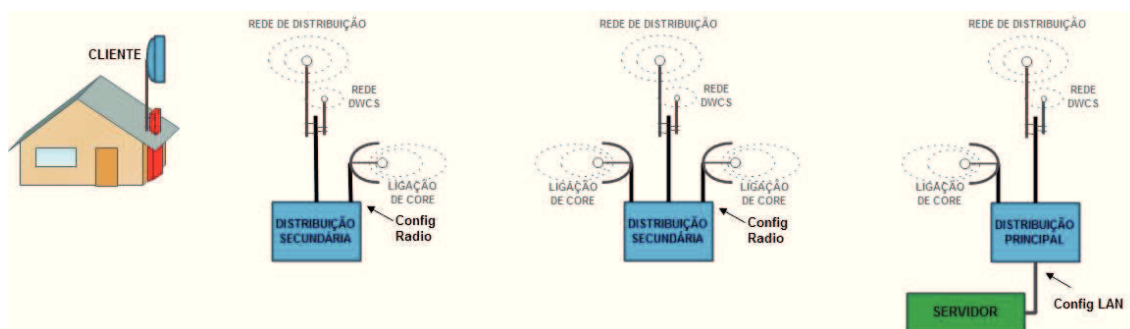 CLIENTE
REDE DE DISTRIBUIÇÃO
REDE
DWCS
LIGAÇÃO
DE CORE
DISTRIBUIÇÃO
SECUNDÁRIA
Config
Radio
REDE DE DISTRIBUIÇÃO
REDE
DWCS
LIGAÇÃO
DE CORE
LIGAÇÃO
DE CORE
DISTRIBUIÇÃO
SECUNDÁRIA
Config
Radio
REDE DE DISTRIBUIÇÃO
REDE
DWCS
LIGAÇÃO
DE CORE
DISTRIBUIÇÃO
PRINCIPAL
Config LAN
SERVIDOR